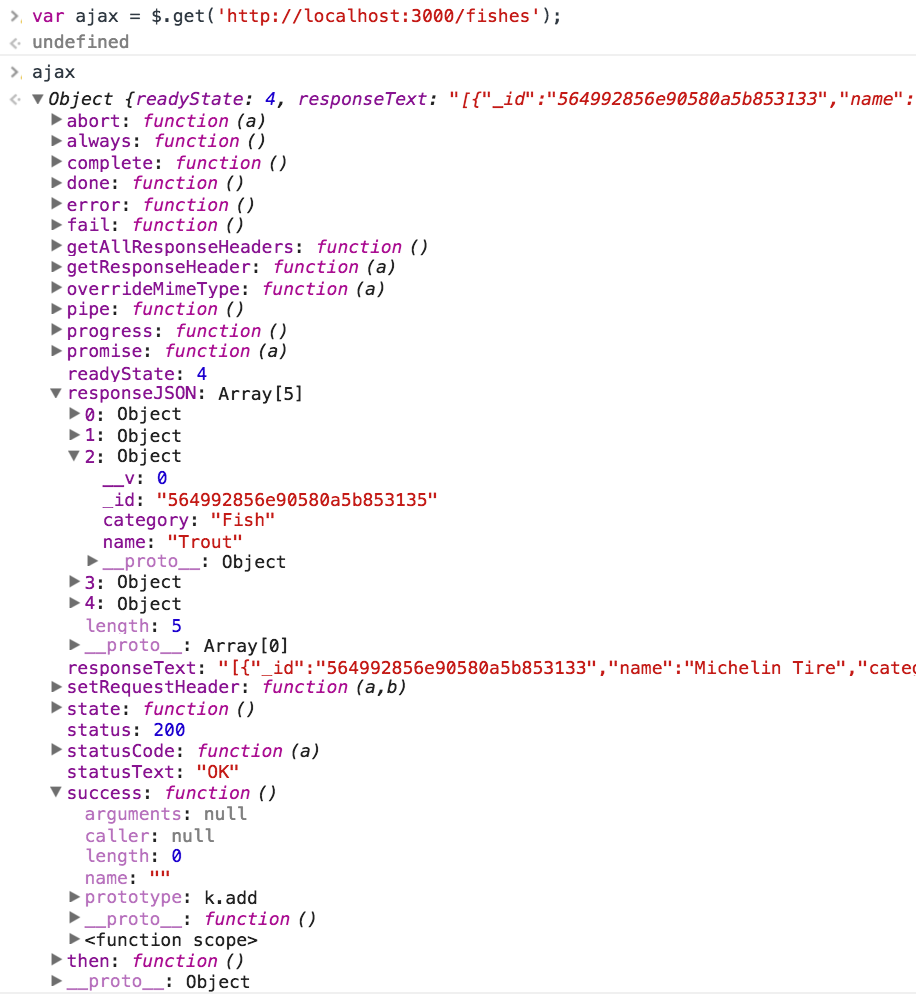 > var ajax = $.get('http://localhost:3000/fishes');
undefined
> ajax
Object {readyState: 4, responseText: "[{"_id":"564992856e90580a5b853133","name":
abort: function (a)
always: function ()
complete: function ()
done: function ()
error: function ()
fail: function ()
getAllResponseHeaders: function ()
getResponseHeader: function (a)
overrideMimeType: function (a)
pipe: function ()
progress: function ()
promise: function (a)
readyState: 4
responseJSON: Array[5]
0: Object
1: Object
2: Object
__v: 0
_id: "564992856e90580a5b853135"
category: "Fish"
name: "Trout"
__proto__: Object
3: Object
4: Object
length: 5
__proto__: Array[0]
responseText: "[{"_id":"564992856e90580a5b853133","name":"Michelin Tire","cate
setRequestHeader: function (a,b)
state: function ()
status: 200
statusCode: function (a)
statusText: "OK"
success: function ()
arguments: null
caller: null
length: 0
name: ""
prototype: k.add
__proto__: function ()
<function scope>
then: function ()
__proto__: Object